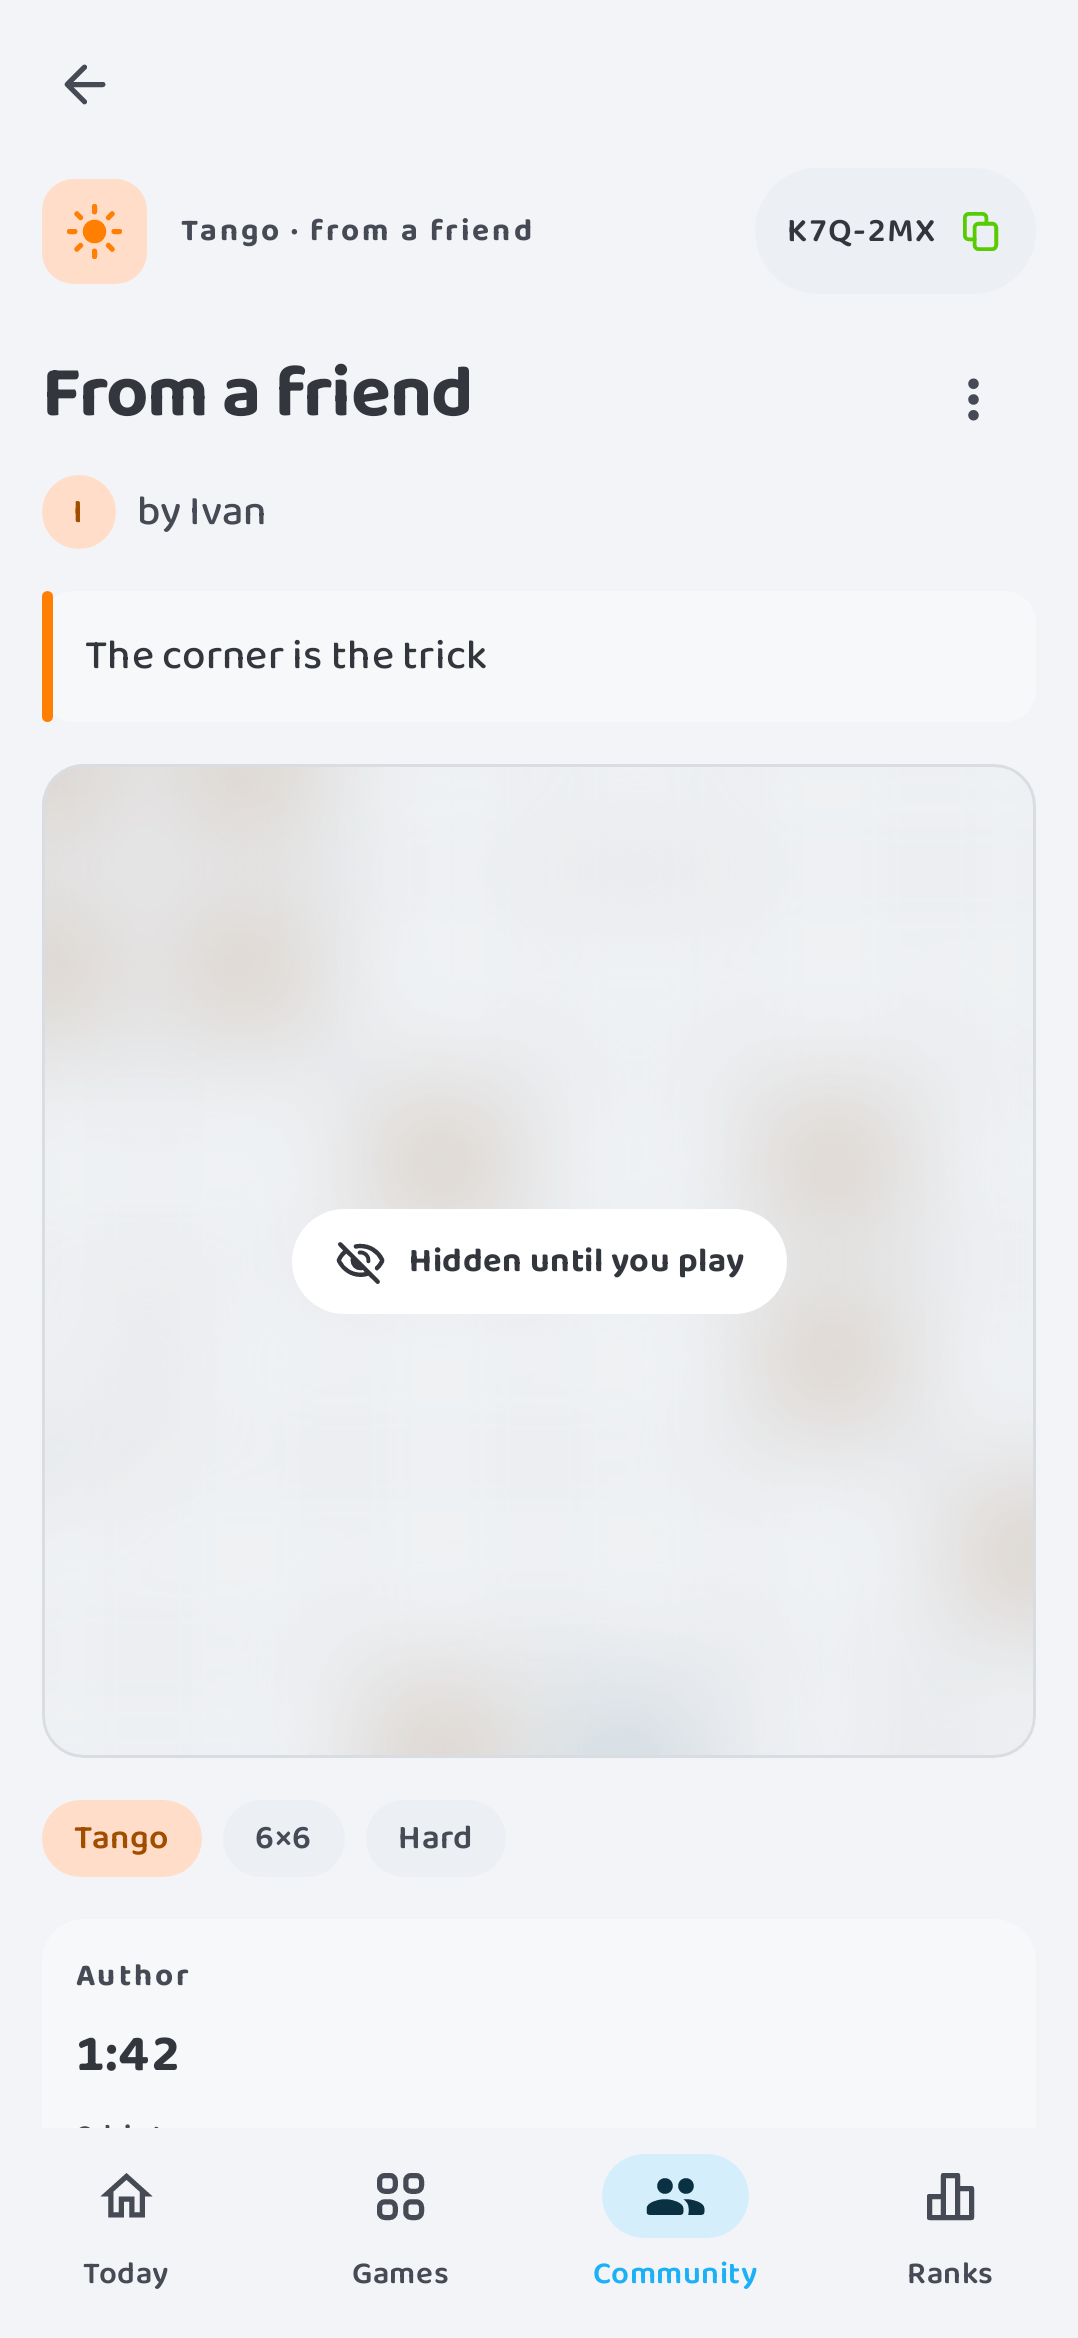 Tango · from a friend
K7Q-2MX
From a friend
I
by Ivan
The corner is the trick
Hidden until you play
Tango
6×6
Hard
Author
1:42
Today
Games
Community
Ranks